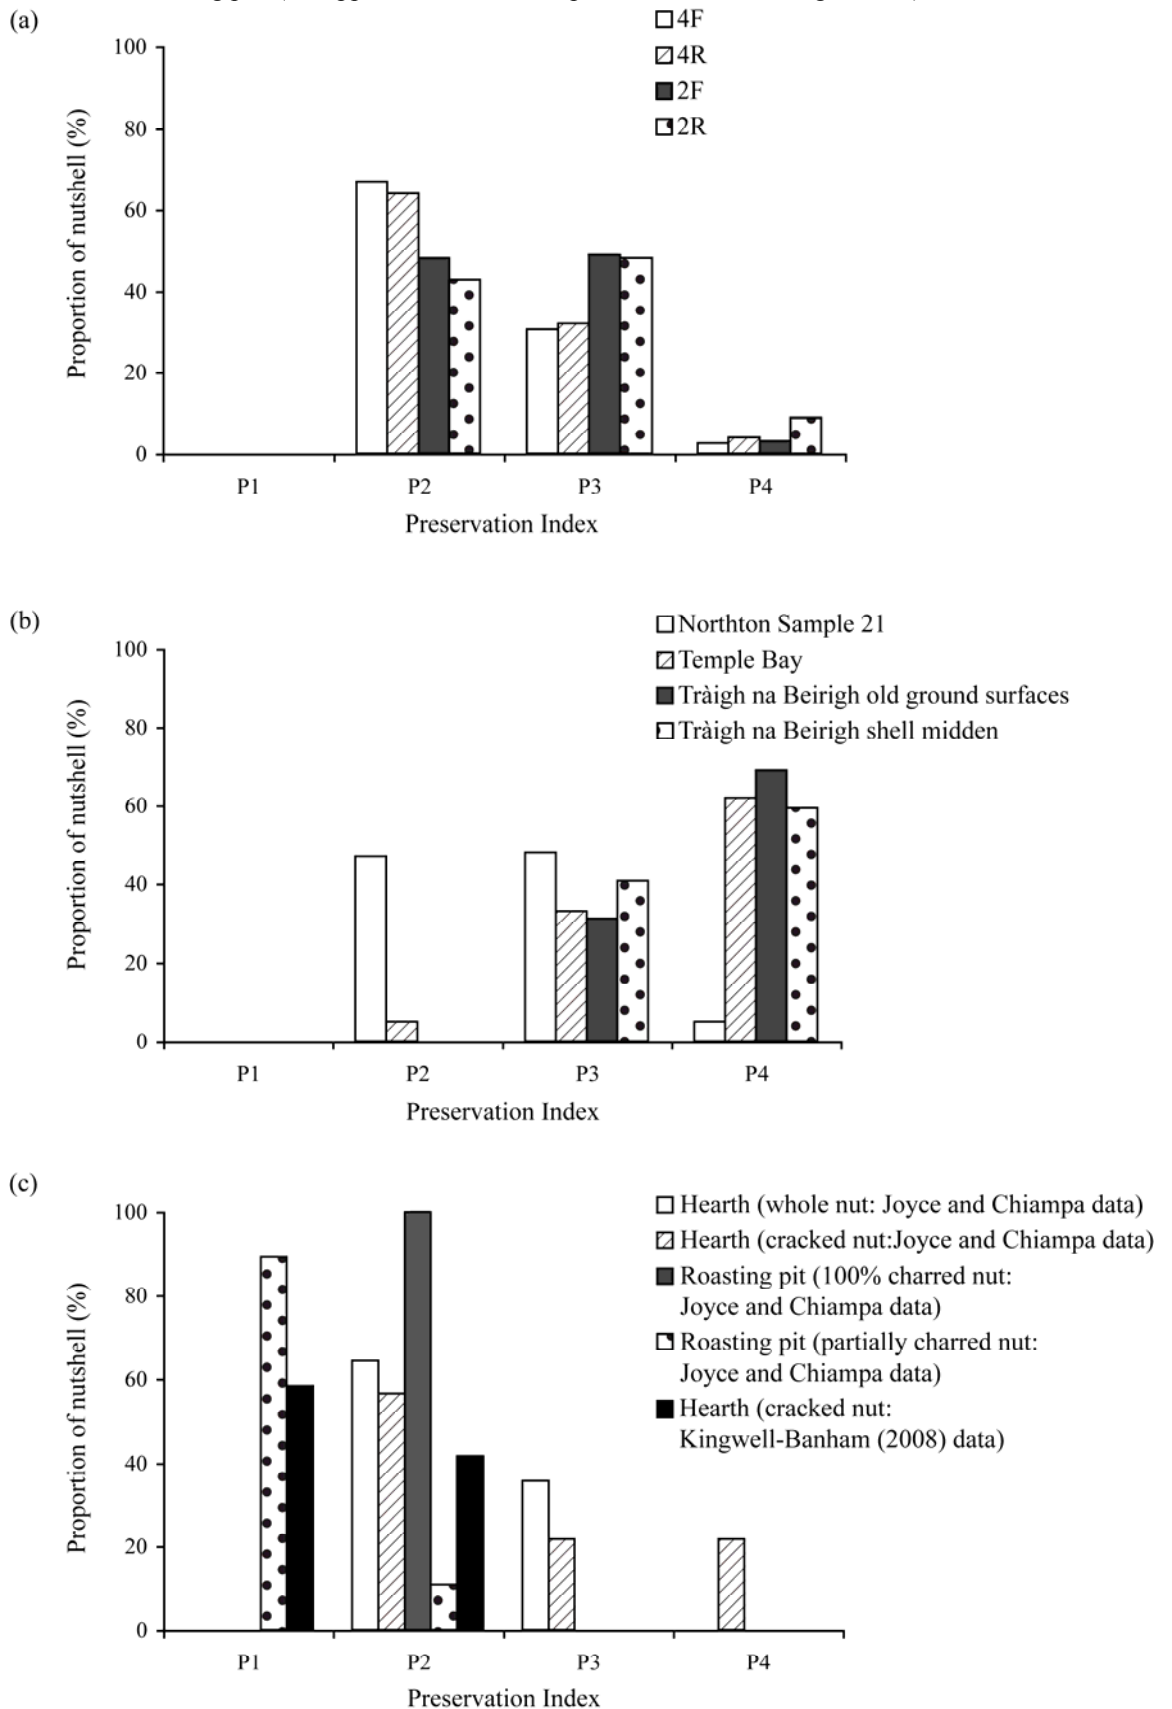 (a)
4F
4R
2F
2R
100
80
60
40
20
0
Proportion of nutshell (%)
P1 P2 P3 P4
Preservation Index
(b)
Northton Sample 21
Temple Bay
Tràigh na Beirigh old ground surfaces
Tràigh na Beirigh shell midden
100
80
60
40
20
0
Proportion of nutshell (%)
P1 P2 P3 P4
Preservation Index
(c)
Hearth (whole nut: Joyce and Chiampa data)
Hearth (cracked nut:Joyce and Chiampa data)
Roasting pit (100% charred nut:
Joyce and Chiampa data)
Roasting pit (partially charred nut:
Joyce and Chiampa data)
Hearth (cracked nut:
Kingwell-Banham (2008) data)
100
80
60
40
20
0
Proportion of nutshell (%)
P1 P2 P3 P4
Preservation Index